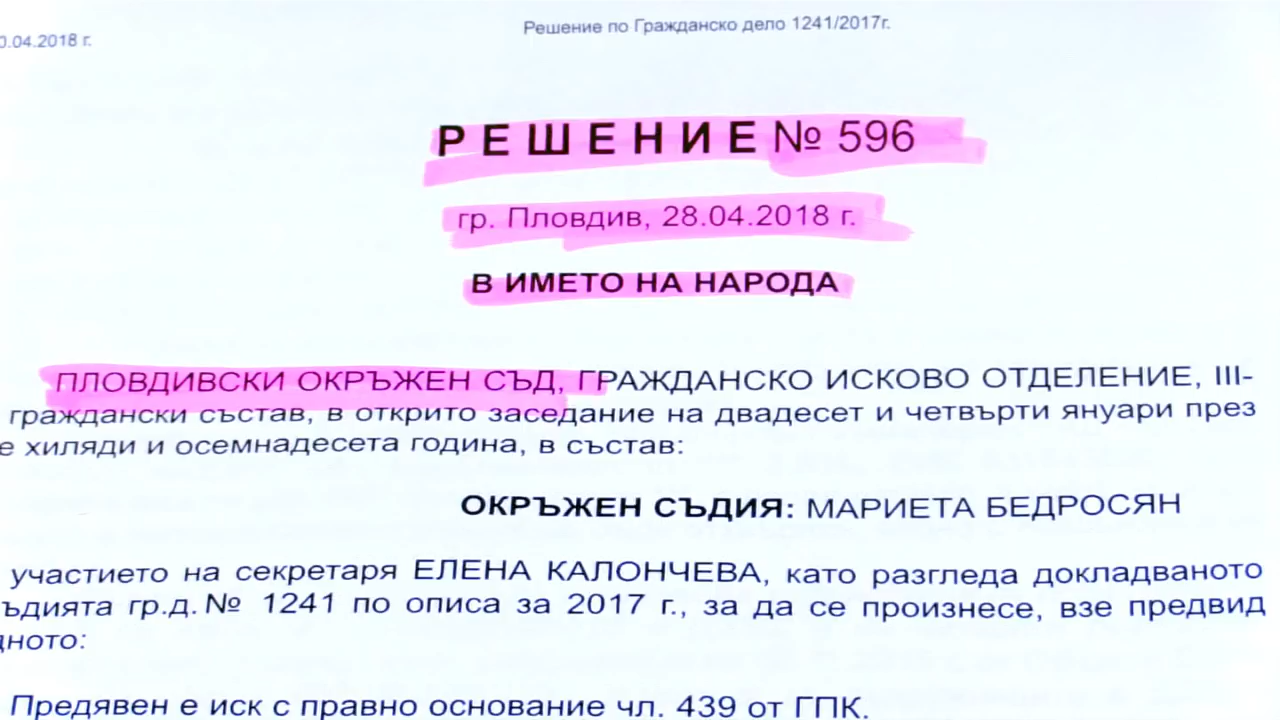 0.04.2018 г.
Решение по Гражданско дело 1241/2017г.
РЕШЕНИЕ № 596
гр. Пловдив, 28.04.2018 г.
В ИМЕТО НА НАРОДА
ПЛОВДИВСКИ ОКРЪЖЕН СЪД, ГРАЖДАНСКО ИСКОВО ОТДЕЛЕНИЕ, III-
граждански състав, в открито заседание на двадесет и четвърти януари през
е хиляди и осемнадесета година, в състав:
ОКРЪЖЕН СЪДИЯ: МАРИЕТА БЕДРОСЯН
участието на секретаря ЕЛЕНА КАЛОНЧЕВА, като разгледа докладваното
ъдията гр.д.№ 1241 по описа за 2017 г., за да се произнесе, взе предвид
дното:
Предявен е иск с правно основание чл. 439 от ГПК.